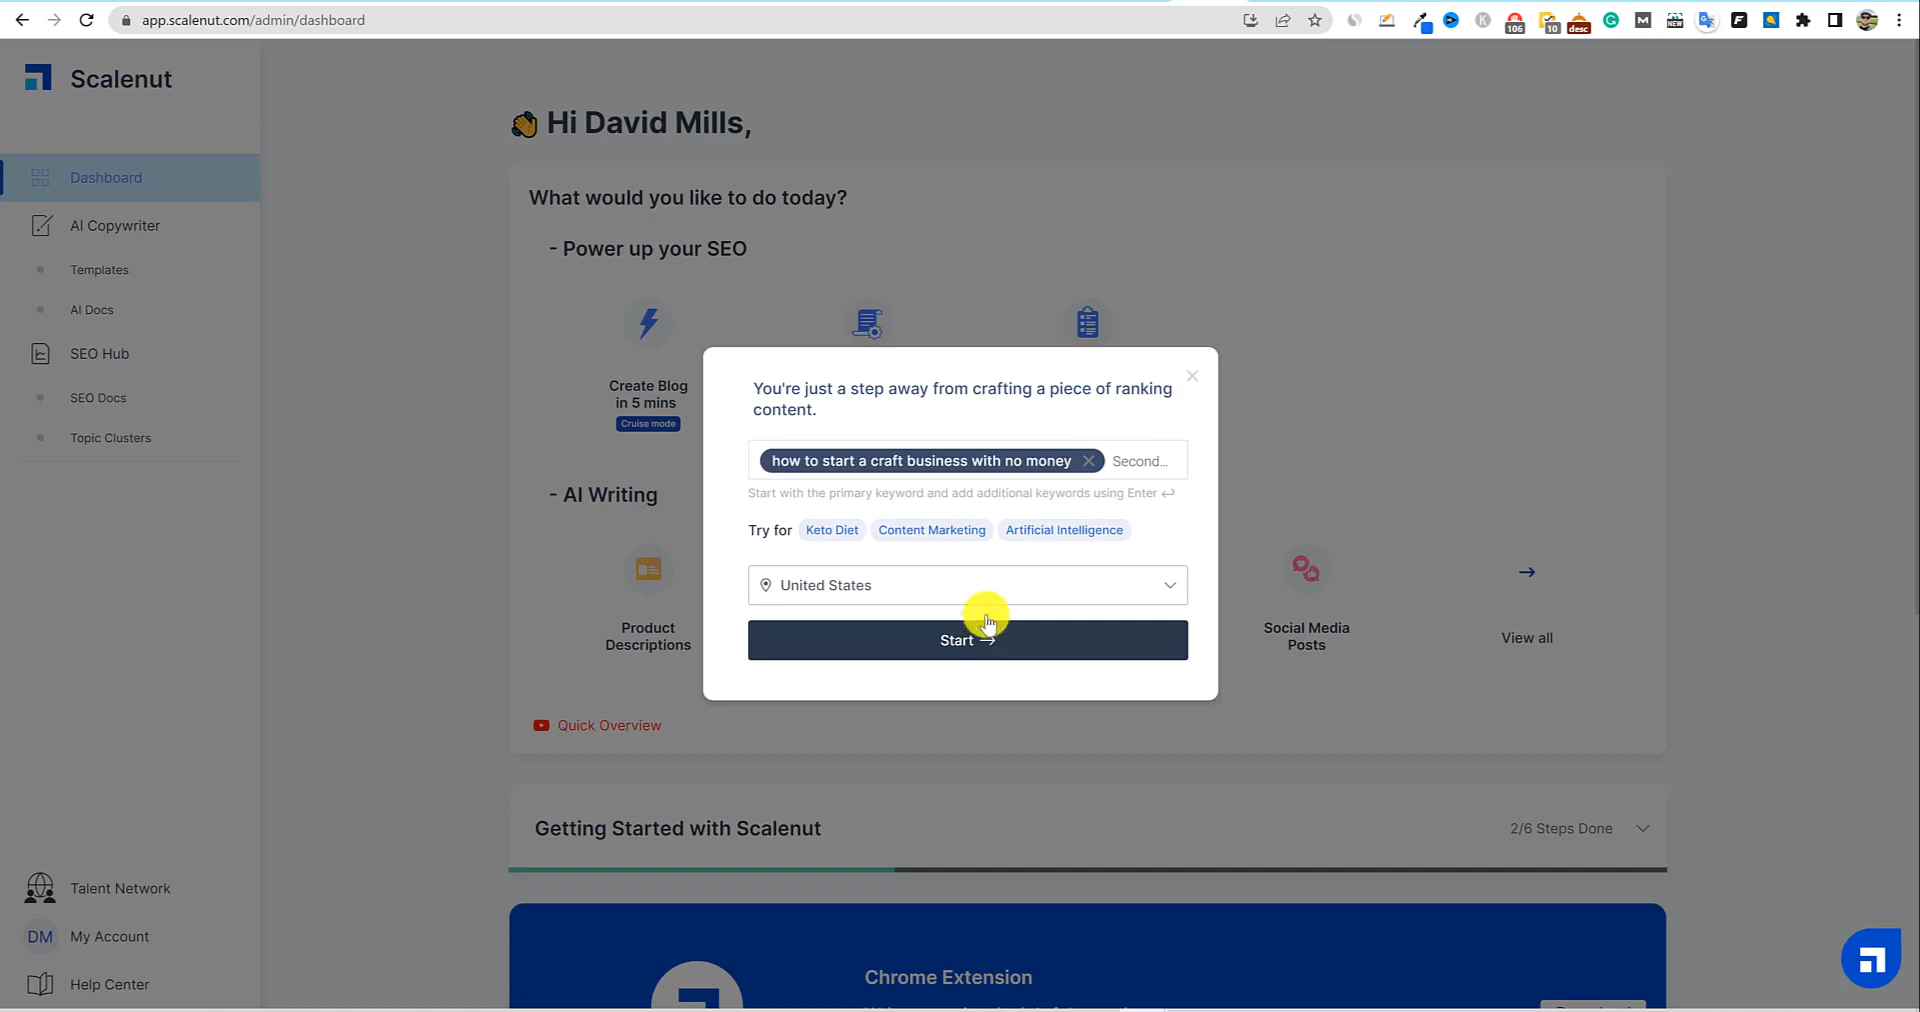 app.scalenut.com/admin/dashboard
106
10
desc
NEW
Scalenut
Hi David Mills,
Dashboard
What would you like to do today?
AI Copywriter
- Power up your SEO
Templates
AI Docs
SEO Hub
SEO Docs
Topic Clusters
Create Blog
in 5 mins
Cruise mode
You're just a step away from crafting a piece of ranking
content.
how to start a craft business with no money
Second...
Start with the primary keyword and add additional keywords using Enter
Try for Keto Diet Content Marketing Artificial Intelligence
United States
Start →
- AI Writing
Product
Descriptions
Social Media
Posts
View all
Quick Overview
Getting Started with Scalenut
2/6 Steps Done
Talent Network
DM My Account
Help Center
Chrome Extension